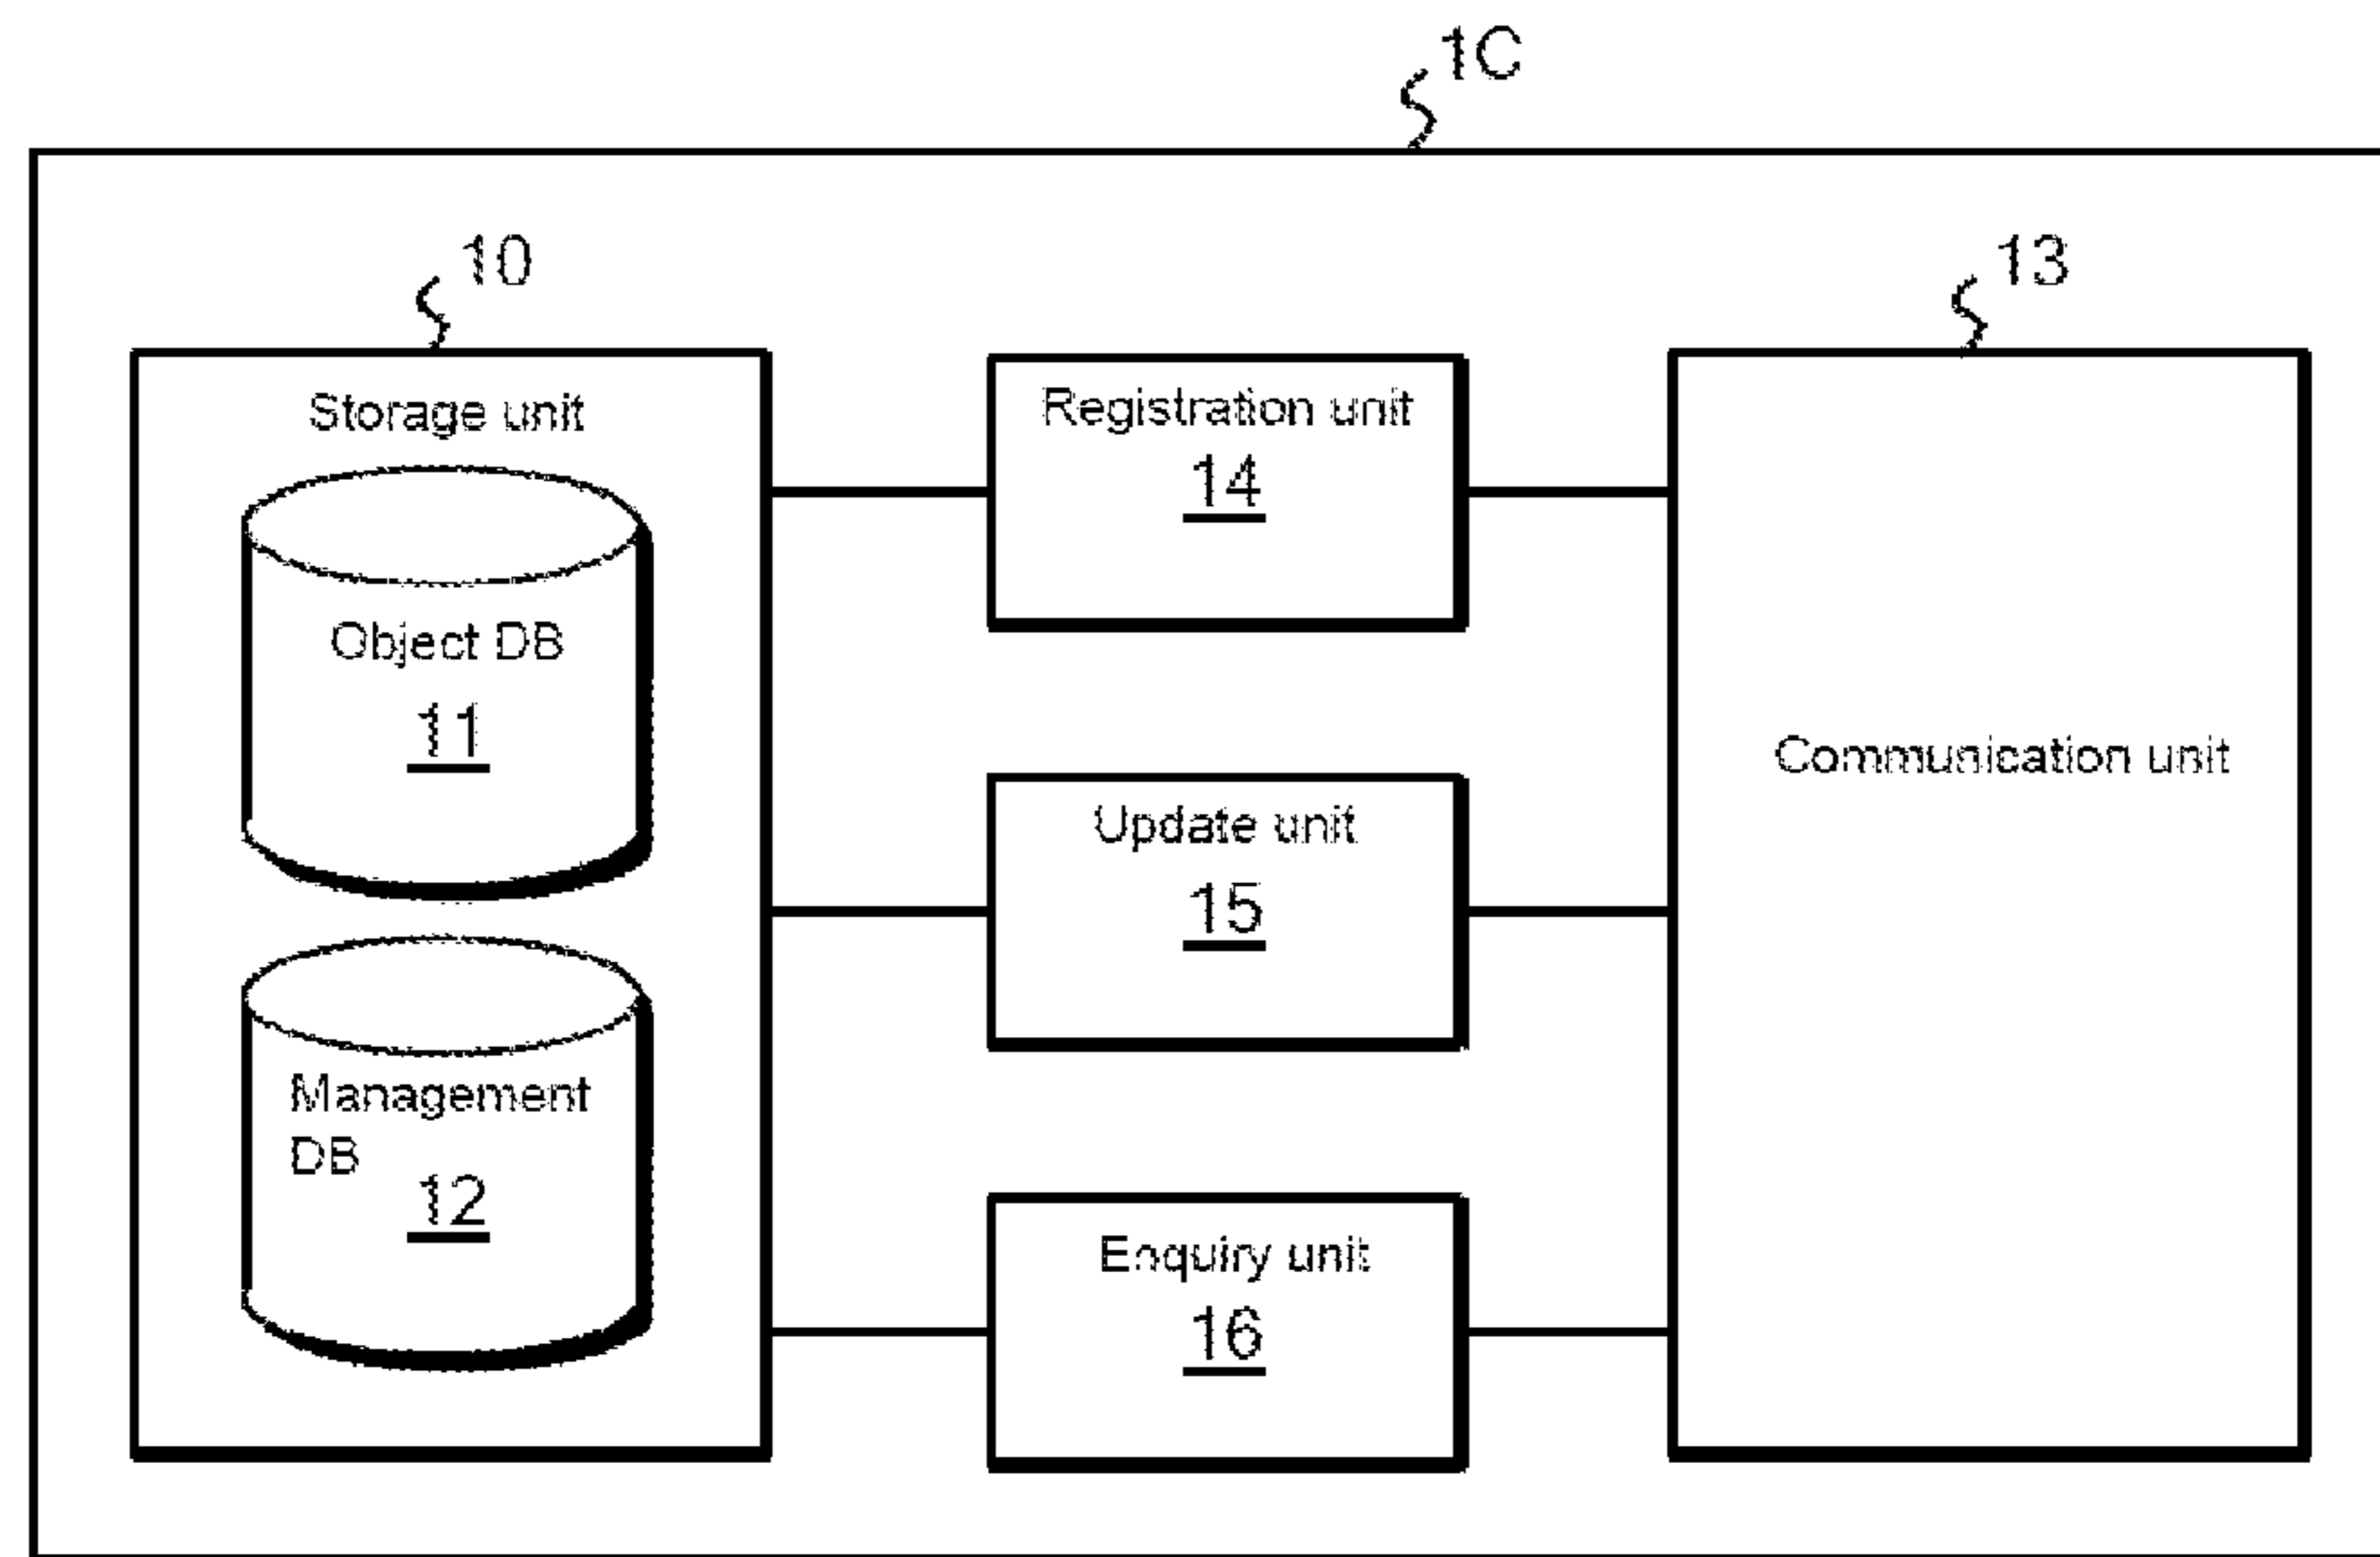 1C
10
13
Storage unit
Object DB
11
Management
DB
12
Registration unit
14
Update unit
15
Enquiry unit
16
Communication unit